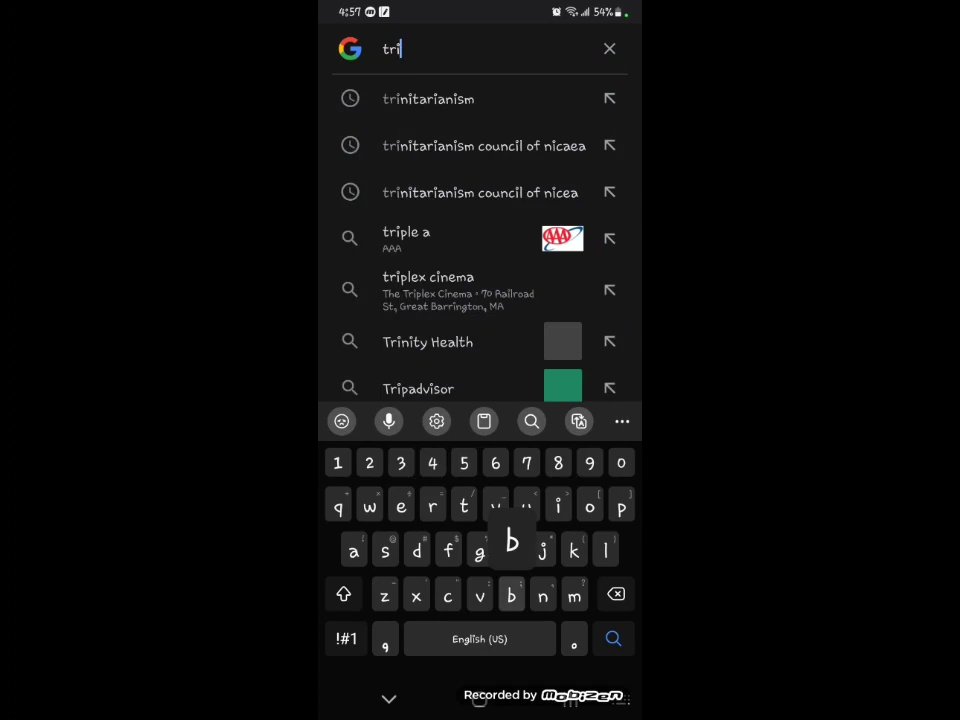 4:57
54%
tri
trinitarianism
trinitarianism council of nicaea
trinitarianism council of nicea
triple a
AAA
AAA
triplex cinema
The Triplex Cinema • 70 Railroad
St, Great Barrington, MA
Trinity Health
Tripadvisor
1 2 3 4 5 6 7 8 9 0
q w e r t i o p
a s d f g b j k l
z x c v b n m
!#1 , English (US) .
Recorded by mobizen